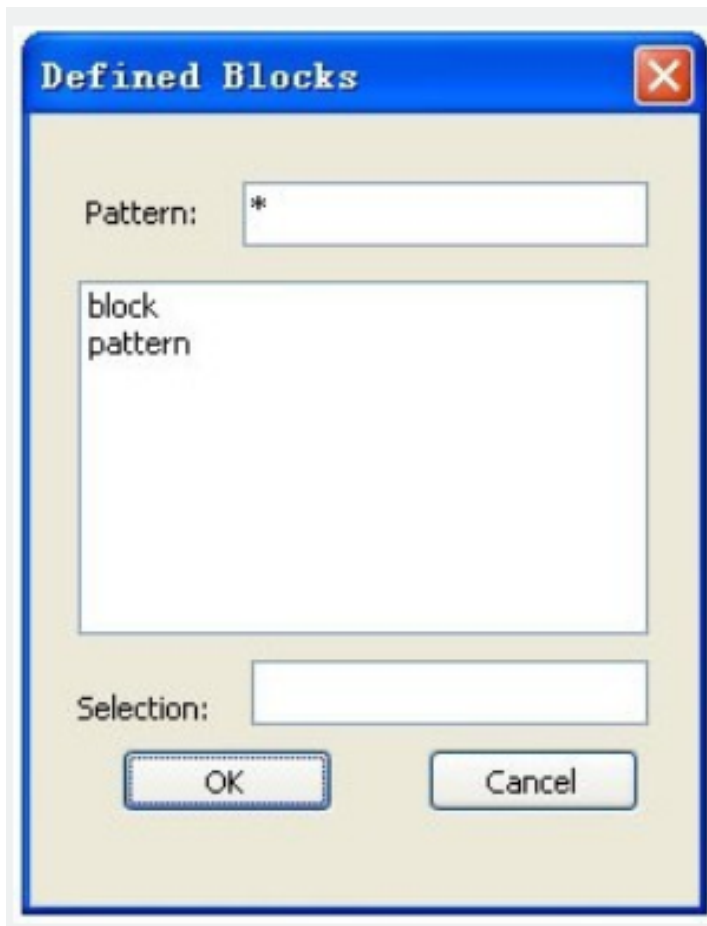 Defined Blocks
Pattern: *
block
pattern
Selection:
OK Cancel